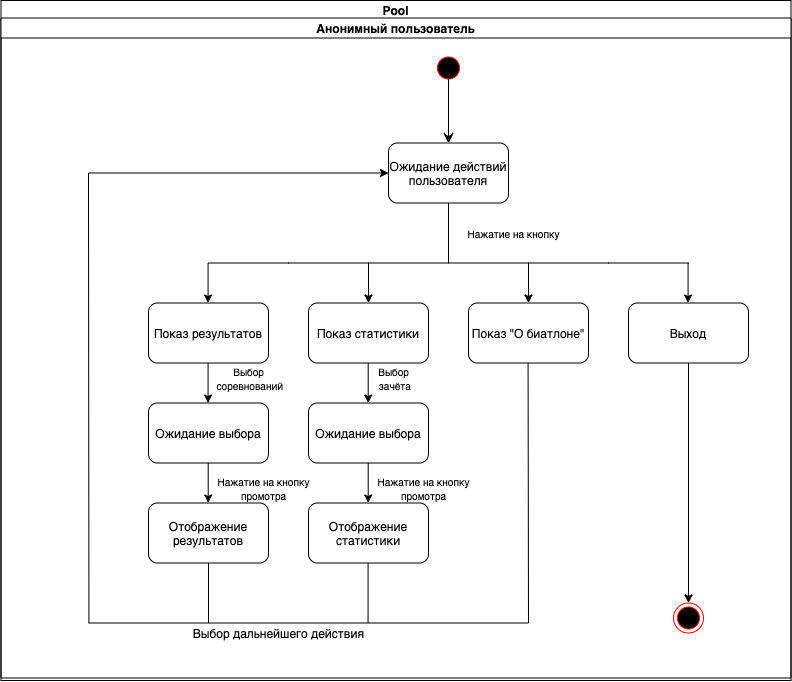 Pool
Анонимный пользователь
Ожидание действий
пользователя
Нажатие на кнопку
Показ результатов
Показ статистики
Показ "О биатлоне"
Выход
Выбор
соревнований
Выбор
зачёта
Ожидание выбора
Ожидание выбора
Нажатие на кнопку
промотра
Нажатие на кнопку
промотра
Отображение
результатов
Отображение
статистики
Выбор дальнейшего действия